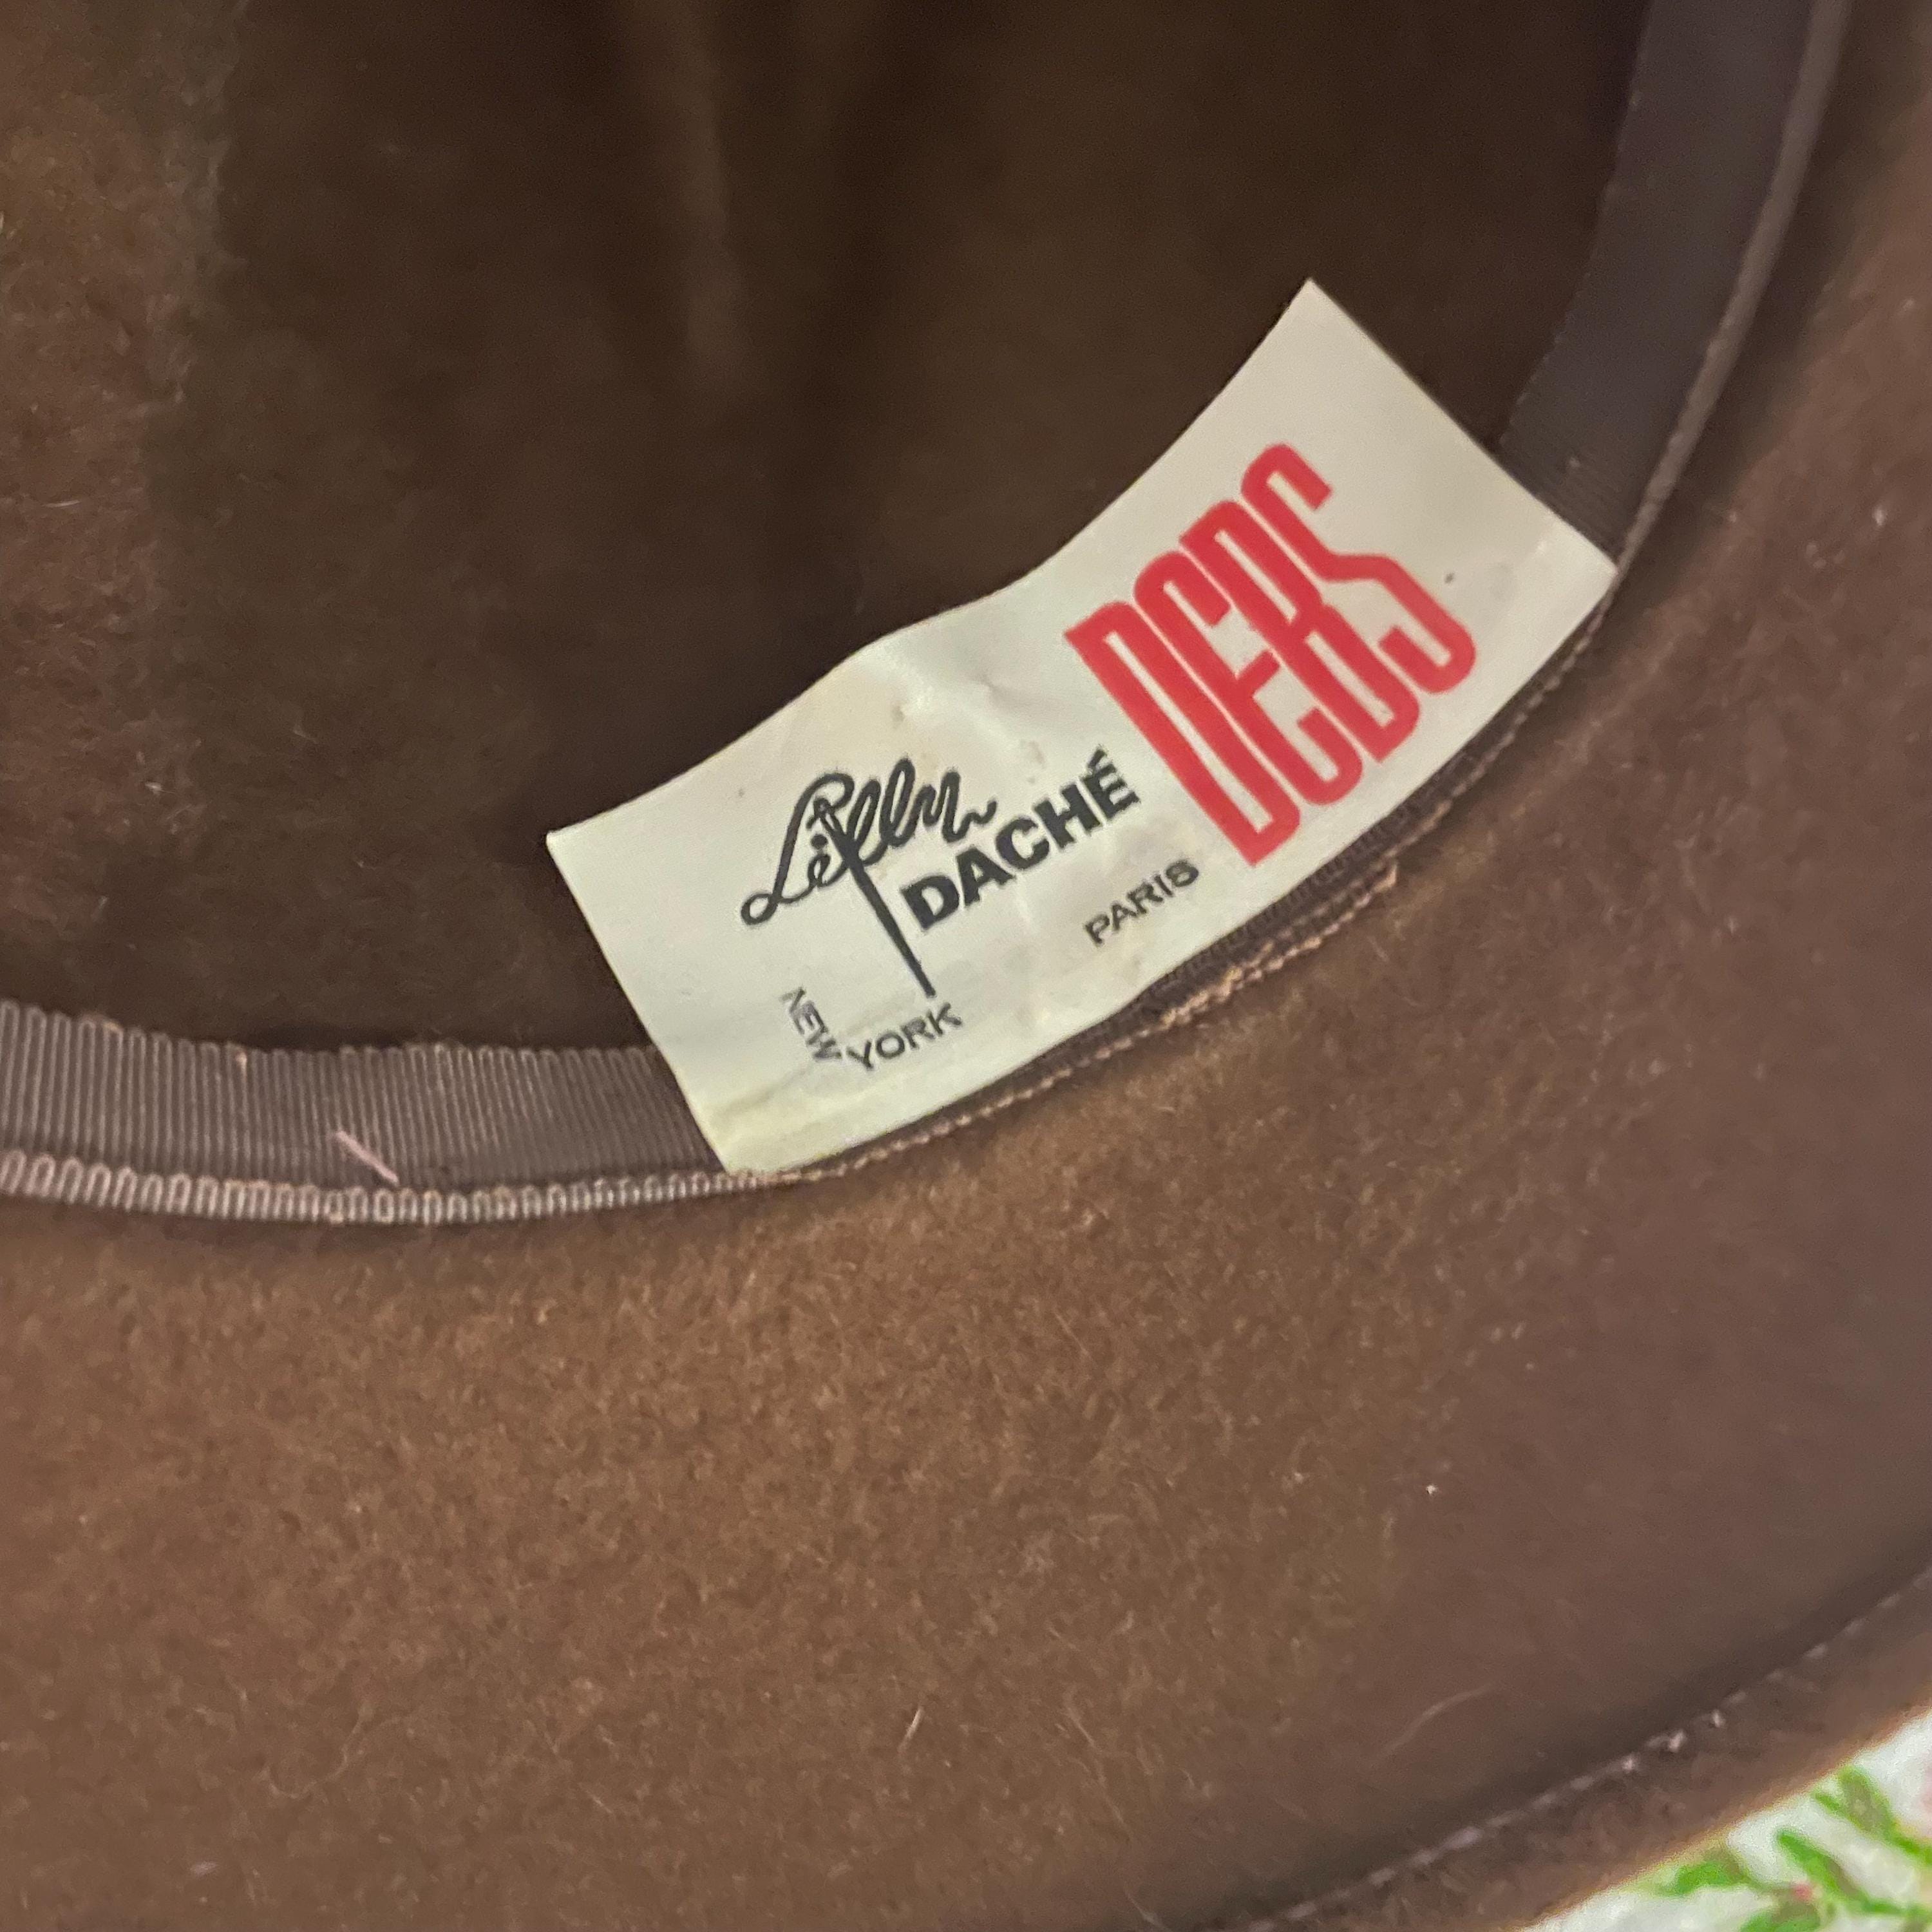 Lilly
DACHÉ
DEBS
NEW YORK
PARIS